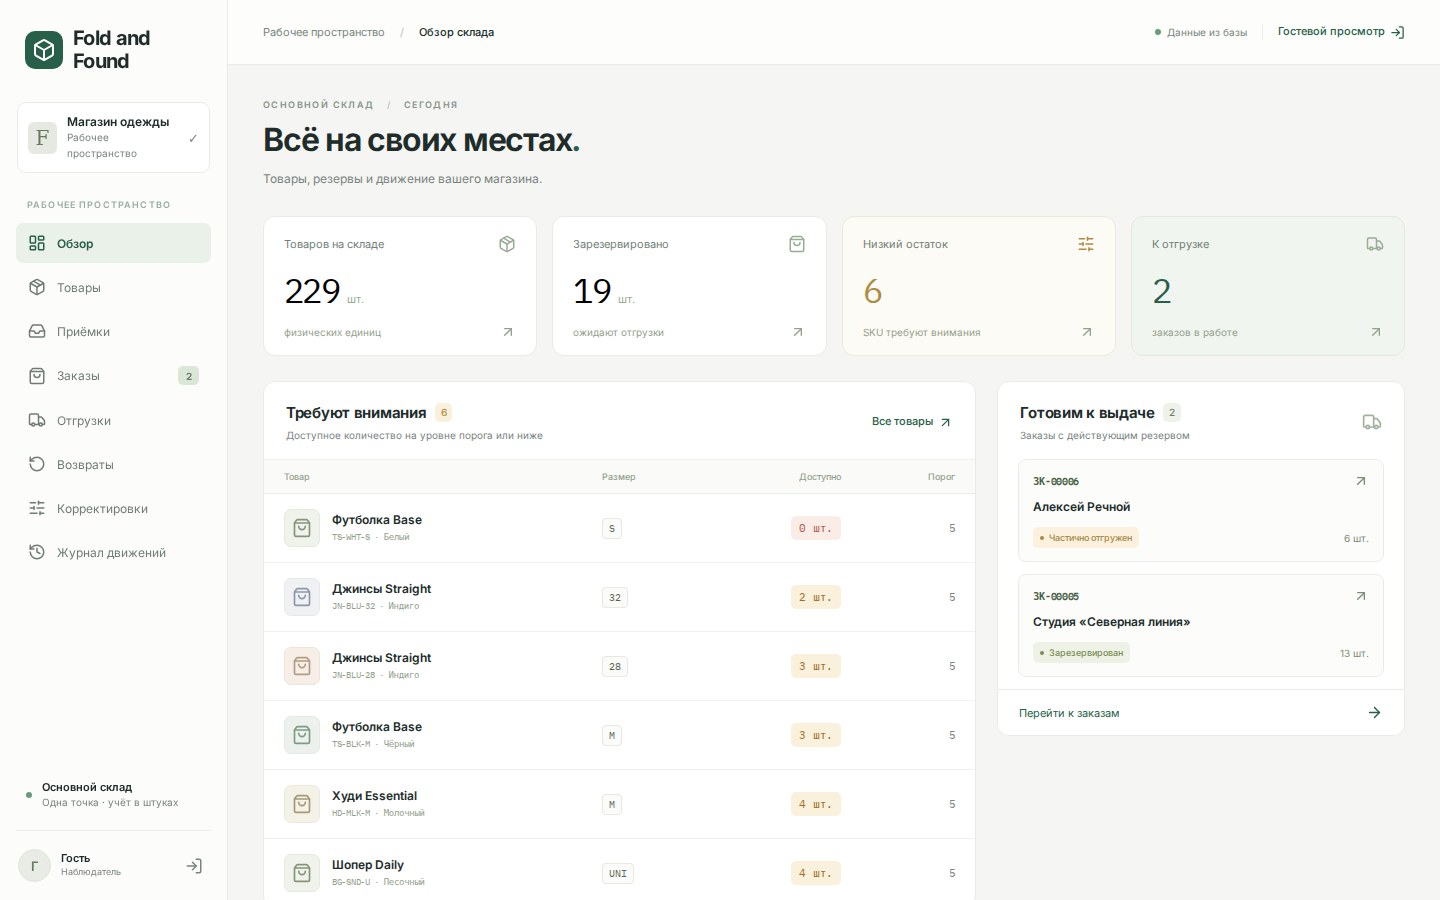 Fold and
Found
F
Магазин одежды
Рабочее
пространство
✓
РАБОЧЕЕ ПРОСТРАНСТВО
Обзор
Товары
Приёмки
Заказы 2
Отгрузки
Возвраты
Корректировки
Журнал движений
Основной склад
Одна точка · учёт в штуках
Г
Гость
Наблюдатель
Рабочее пространство / Обзор склада
Данные из базы
Гостевой просмотр
ОСНОВНОЙ СКЛАД / СЕГОДНЯ
Всё на своих местах.
Товары, резервы и движение вашего магазина.
Товаров на складе
229 шт.
физических единиц
Зарезервировано
19 шт.
ожидают отгрузки
Низкий остаток
6
SKU требуют внимания
К отгрузке
2
заказов в работе
Требуют внимания 6
Доступное количество на уровне порога или ниже
Все товары
Товар Размер Доступно Порог
Футболка Base
TS-WHT-S · Белый
S 0 шт. 5
Джинсы Straight
JN-BLU-32 · Индиго
32 2 шт. 5
Джинсы Straight
JN-BLU-28 · Индиго
28 3 шт. 5
Футболка Base
TS-BLK-M · Чёрный
M 3 шт. 5
Худи Essential
HD-MLK-M · Молочный
M 4 шт. 5
Шопер Daily
BG-SND-U · Песочный
UNI 4 шт. 5
Готовим к выдаче 2
Заказы с действующим резервом
ЗК-00006
Алексей Речной
Частично отгружен 6 шт.
ЗК-00005
Студия «Северная линия»
Зарезервирован 13 шт.
Перейти к заказам